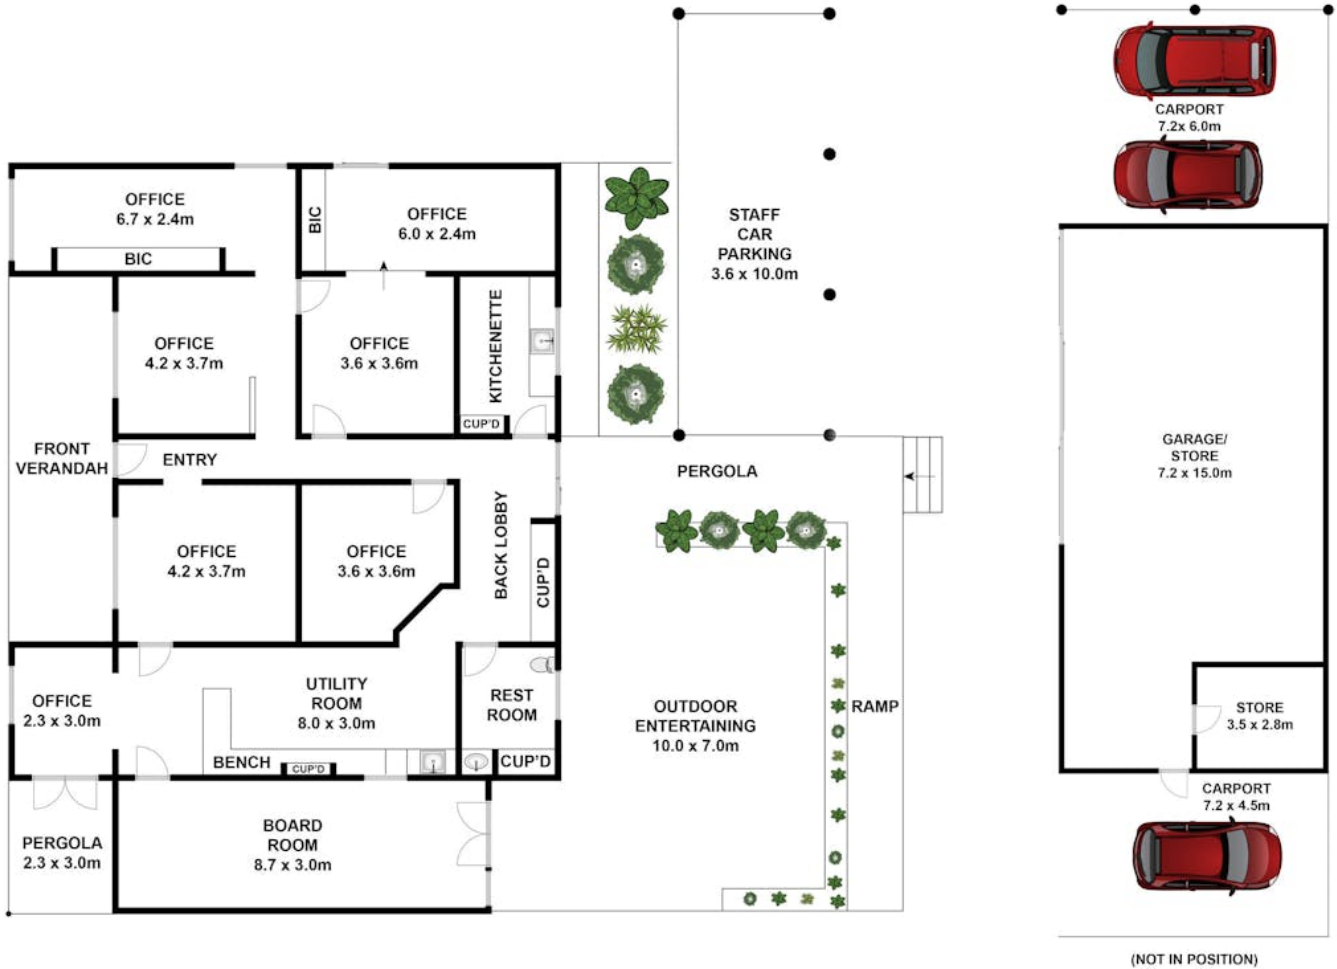 OFFICE
6.7 x 2.4m
BIC
BIC
OFFICE
6.0 x 2.4m
STAFF
CAR
PARKING
3.6 x 10.0m
CARPORT
7.2x 6.0m
OFFICE
4.2 x 3.7m
OFFICE
3.6 x 3.6m
KITCHENETTE
CUP'D
FRONT
VERANDAH
ENTRY
PERGOLA
GARAGE/
STORE
7.2 x 15.0m
OFFICE
4.2 x 3.7m
OFFICE
3.6 x 3.6m
BACK LOBBY
CUP'D
OFFICE
2.3 x 3.0m
UTILITY
ROOM
8.0 x 3.0m
REST
ROOM
OUTDOOR
ENTERTAINING
10.0 x 7.0m
RAMP
STORE
3.5 x 2.8m
BENCH
CUP'D
CUP'D
CARPORT
7.2 x 4.5m
PERGOLA
2.3 x 3.0m
BOARD
ROOM
8.7 x 3.0m
(NOT IN POSITION)